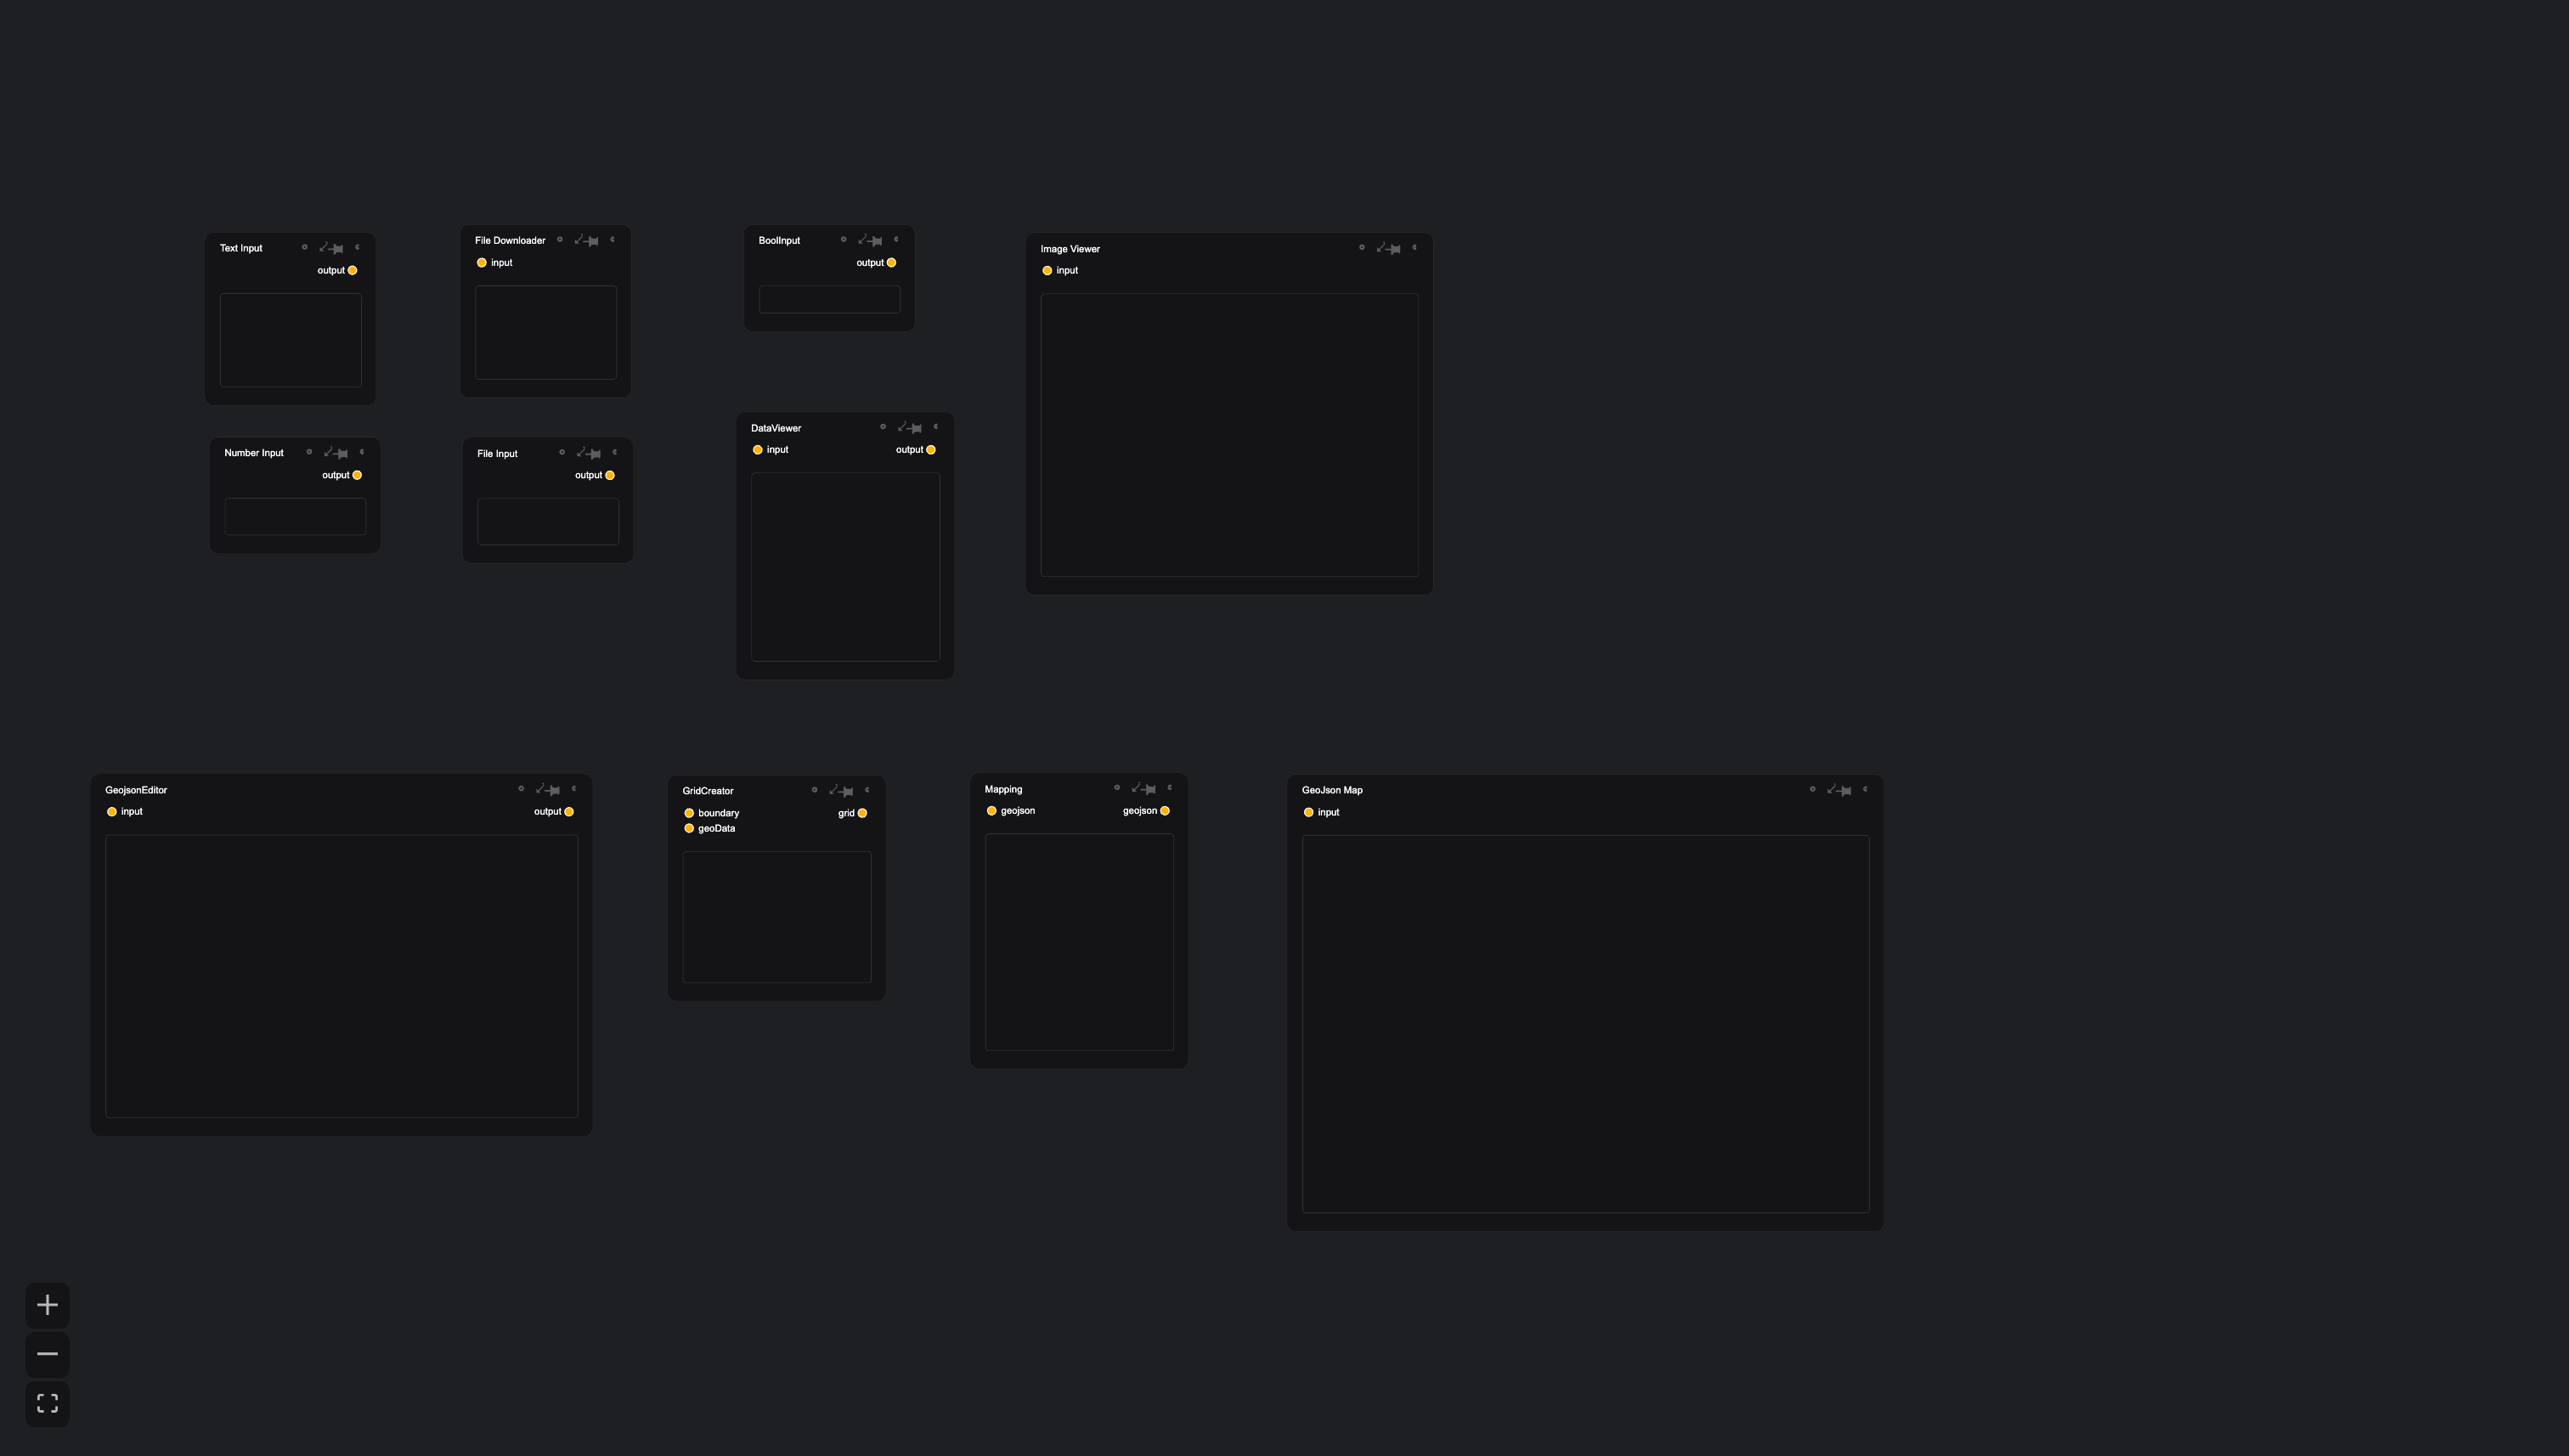 Text Input
output
File Downloader
input
BoolInput
output
Image Viewer
input
Number Input
output
File Input
output
DataViewer
input output
GeojsonEditor
input output
GridCreator
boundary grid
geoData
Mapping
geojson geojson
GeoJson Map
input